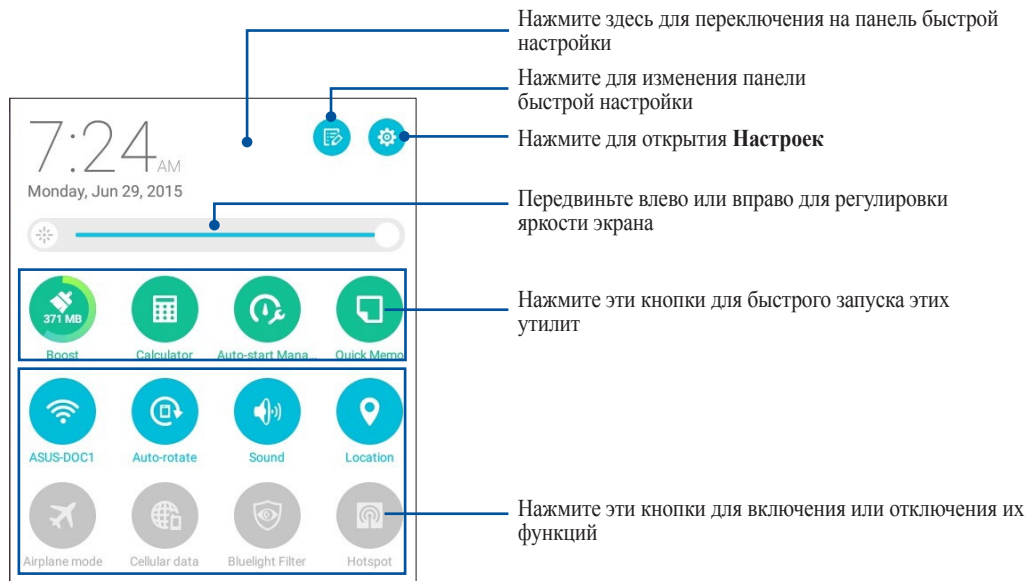 Нажмите здесь для переключения на панель быстрой
настройки
Нажмите для изменения панели
быстрой настройки
Нажмите для открытия Настроек
7:24 AM
Monday, Jun 29, 2015
Передвиньте влево или вправо для регулировки
яркости экрана
371 MB
Boost Calculator Auto-start Mana... Quick Memo
Нажмите эти кнопки для быстрого запуска этих
утилит
ASUS-DOC1 Auto-rotate Sound Location
Airplane mode Cellular data Bluelight Filter Hotspot
Нажмите эти кнопки для включения или отключения их
функций